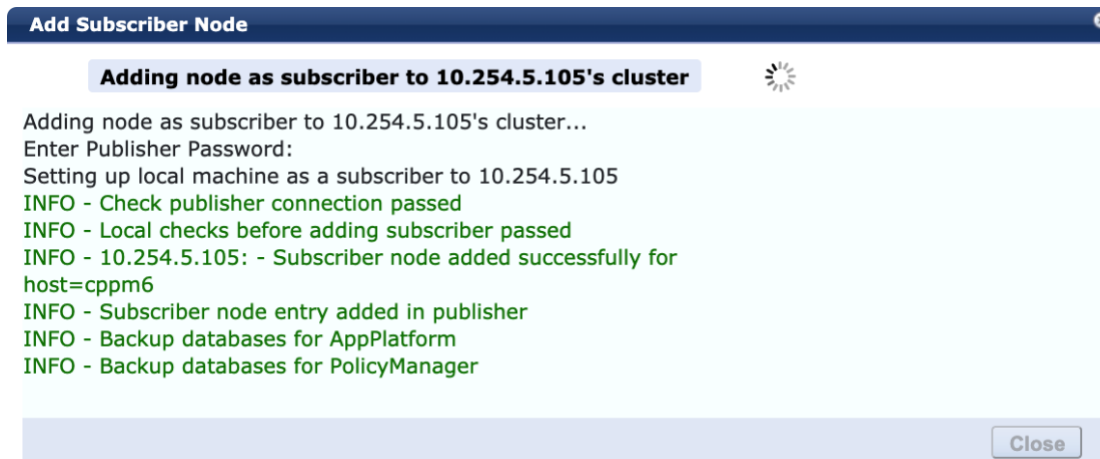 Add Subscriber Node
Adding node as subscriber to 10.254.5.105's cluster
Adding node as subscriber to 10.254.5.105's cluster...
Enter Publisher Password:
Setting up local machine as a subscriber to 10.254.5.105
INFO - Check publisher connection passed
INFO - Local checks before adding subscriber passed
INFO - 10.254.5.105: - Subscriber node added successfully for
host=cppm6
INFO - Subscriber node entry added in publisher
INFO - Backup databases for AppPlatform
INFO - Backup databases for PolicyManager
Close